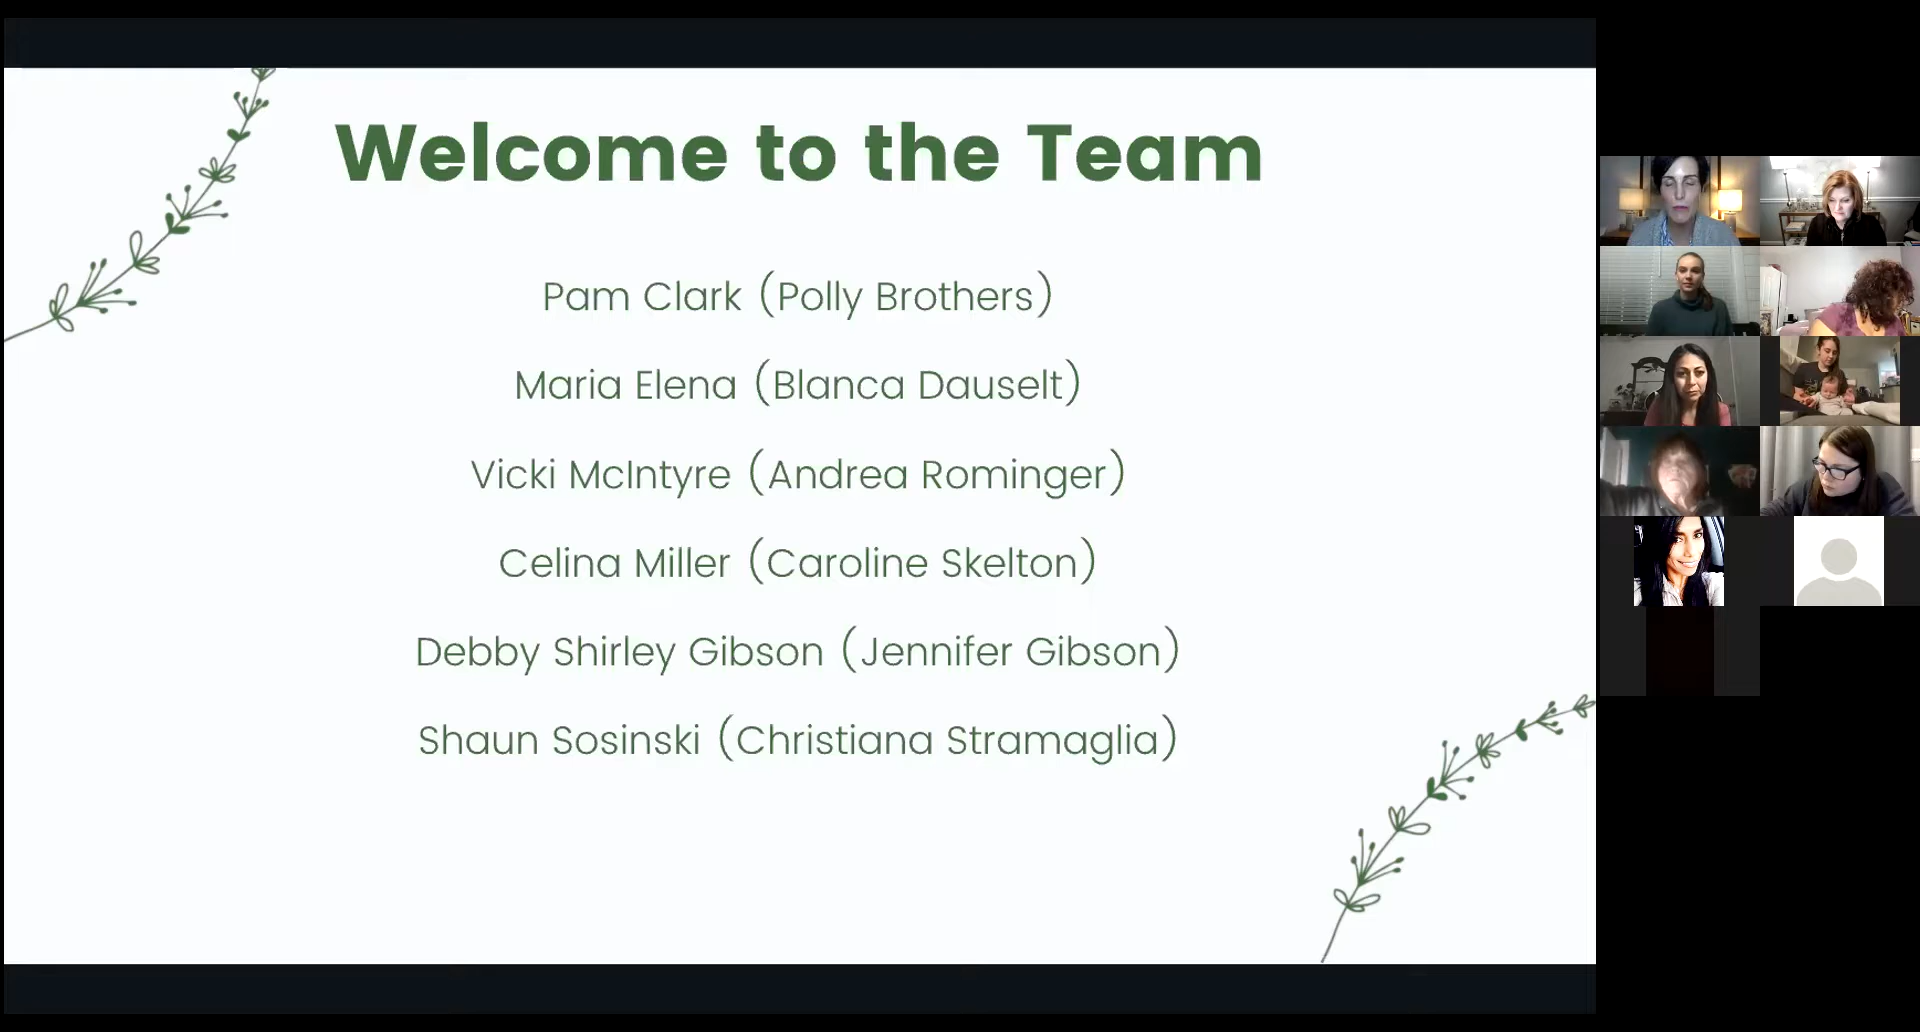 Welcome to the Team
Pam Clark (Polly Brothers)
Maria Elena (Blanca Dauselt)
Vicki McIntyre (Andrea Rominger)
Celina Miller (Caroline Skelton)
Debby Shirley Gibson (Jennifer Gibson)
Shaun Sosinski (Christiana Stramaglia)